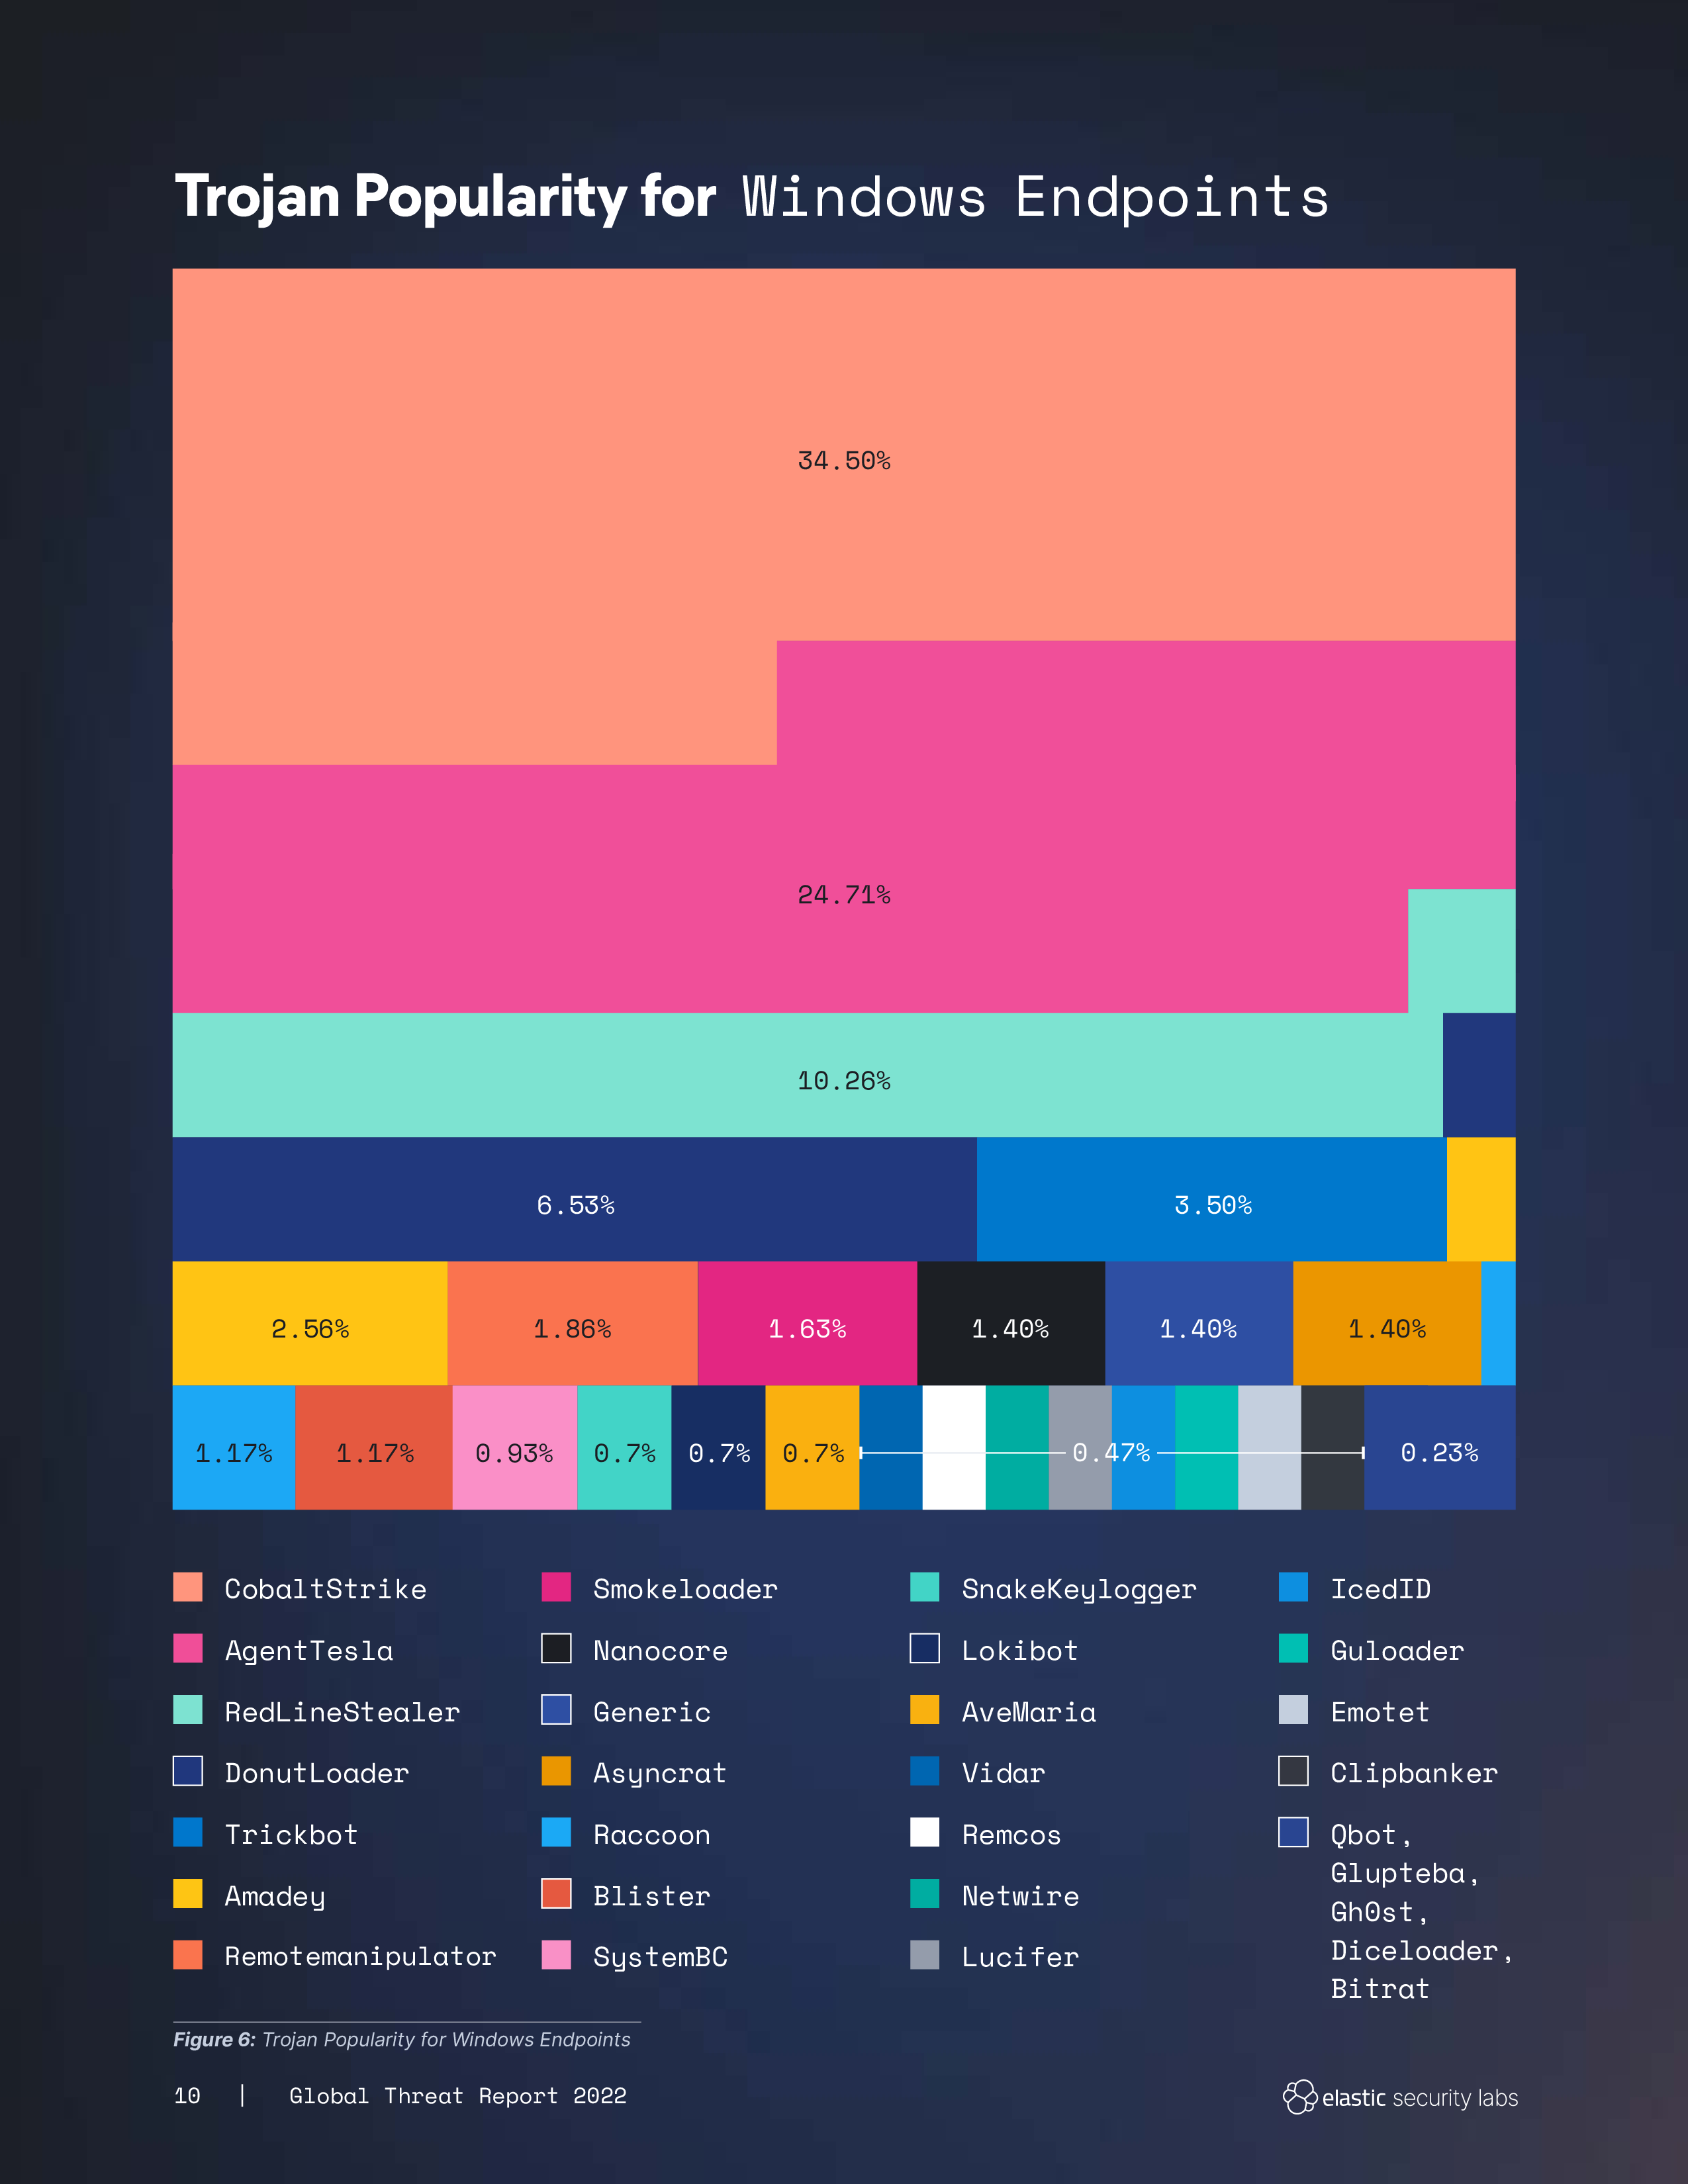 Trojan Popularity for Windows Endpoints
34.50%
24.71%
10.26%
6.53% 3.50%
2.56% 1.86% 1.63% 1.40% 1.40% 1.40%
1.17% 1.17% 0.93% 0.7% 0.7% 0.7% 0.47% 0.23%
CobaltStrike
AgentTesla
RedLineStealer
DonutLoader
Trickbot
Amadey
Remotemanipulator
Smokeloader
Nanocore
Generic
Asyncrat
Raccoon
Blister
SystemBC
SnakeKeylogger
Lokibot
AveMaria
Vidar
Remcos
Netwire
Lucifer
IcedID
Guloader
Emotet
Clipbanker
Qbot,
Glupteba,
Gh0st,
Diceloader,
Bitrat
Figure 6: Trojan Popularity for Windows Endpoints
10 | Global Threat Report 2022
elastic security labs